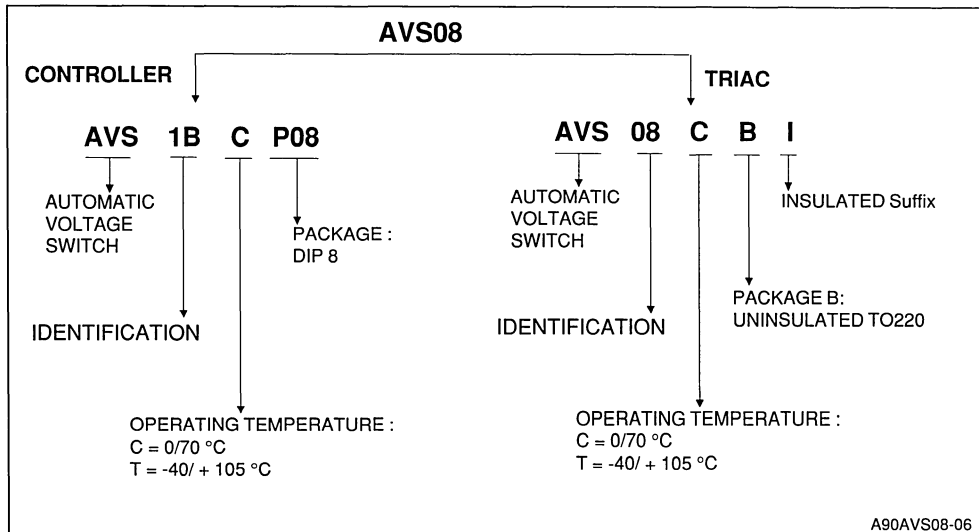 AVS08
CONTROLLER
TRIAC
AVS 1B C P08
AVS 08 C B I
AUTOMATIC
VOLTAGE
SWITCH
PACKAGE :
DIP 8
IDENTIFICATION
OPERATING TEMPERATURE :
C = 0/70 °C
T = -40/ + 105 °C
AUTOMATIC
VOLTAGE
SWITCH
INSULATED Suffix
PACKAGE B:
UNINSULATED TO220
IDENTIFICATION
OPERATING TEMPERATURE :
C = 0/70 °C
T = -40/ + 105 °C
A90AVS08-06